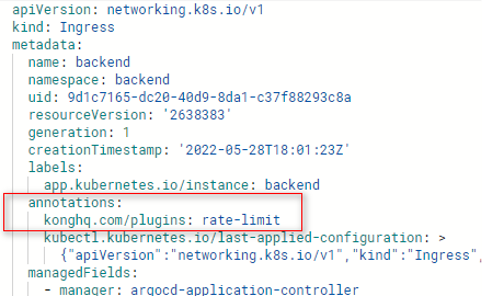 apiVersion: networking.k8s.io/v1
kind: Ingress
metadata:
  name: backend
  namespace: backend
  uid: 9d1c7165-dc20-40d9-8da1-c37f88293c8a
  resourceVersion: '2638383'
  generation: 1
  creationTimestamp: '2022-05-28T18:01:23Z'
  labels:
    app.kubernetes.io/instance: backend
  annotations:
    konghq.com/plugins: rate-limit
    kubectl.kubernetes.io/last-applied-configuration: >
      {"apiVersion":"networking.k8s.io/v1","kind":"Ingress",
  managedFields:
    - manager: argocd-application-controller